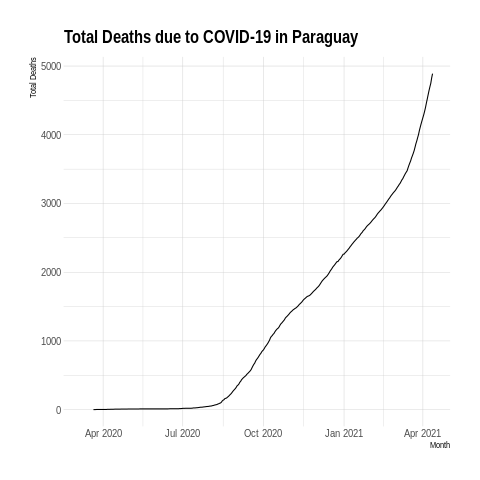 Total Deaths due to COVID-19 in Paraguay
Total Deaths
5000
4000
3000
2000
1000
0
Apr 2020 Jul 2020 Oct 2020 Jan 2021 Apr 2021
Month